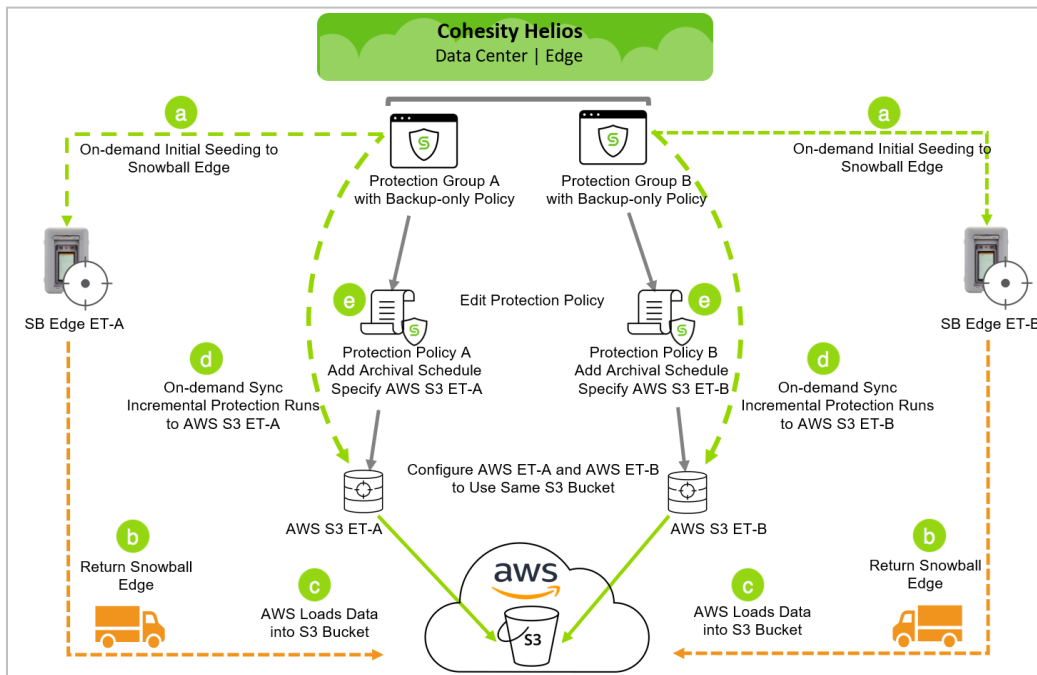 Cohesity Helios
Data Center | Edge
a
On-demand Initial Seeding to
Snowball Edge
a
On-demand Initial Seeding to
Snowball Edge
Protection Group A
with Backup-only Policy
Protection Group B
with Backup-only Policy
SB Edge ET-A
SB Edge ET-B
e
Edit Protection Policy
e
Protection Policy A
Add Archival Schedule
Specify AWS S3 ET-A
Protection Policy B
Add Archival Schedule
Specify AWS S3 ET-B
d
On-demand Sync
Incremental Protection Runs
to AWS S3 ET-A
d
On-demand Sync
Incremental Protection Runs
to AWS S3 ET-B
Configure AWS ET-A and AWS ET-B
to Use Same S3 Bucket
AWS S3 ET-A
AWS S3 ET-B
b
Return Snowball
Edge
b
Return Snowball
Edge
c
AWS Loads Data
into S3 Bucket
c
AWS Loads Data
into S3 Bucket
aws
S3